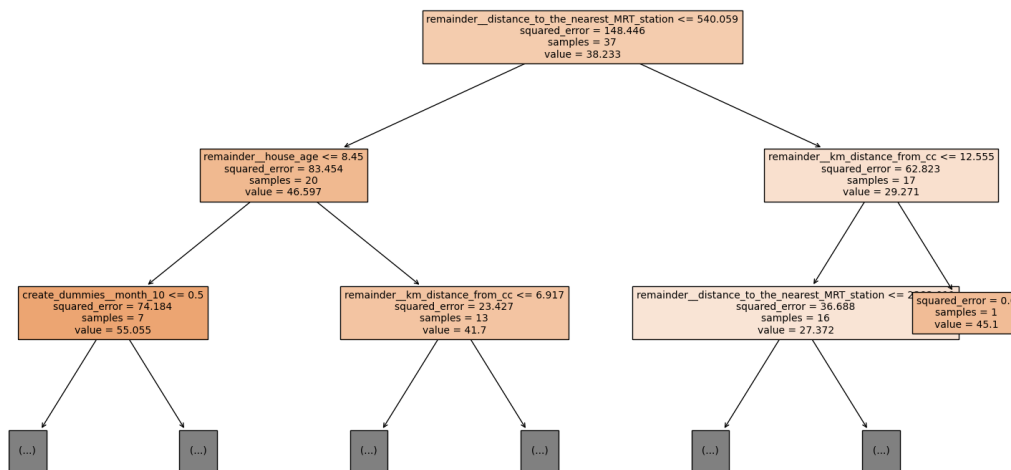 remainder__distance_to_the_nearest_MRT_station <= 540.059
squared_error = 148.446
samples = 37
value = 38.233
remainder__house_age <= 8.45
squared_error = 83.454
samples = 20
value = 46.597
remainder__km_distance_from_cc <= 12.555
squared_error = 62.823
samples = 17
value = 29.271
create_dummies__month_10 <= 0.5
squared_error = 74.184
samples = 7
value = 55.055
remainder__km_distance_from_cc <= 6.917
squared_error = 23.427
samples = 13
value = 41.7
remainder__distance_to_the_nearest_MRT_station <=
squared_error = 36.688
samples = 16
value = 27.372
squared_error = 0.
samples = 1
value = 45.1
(...)
(...)
(...)
(...)
(...)
(...)